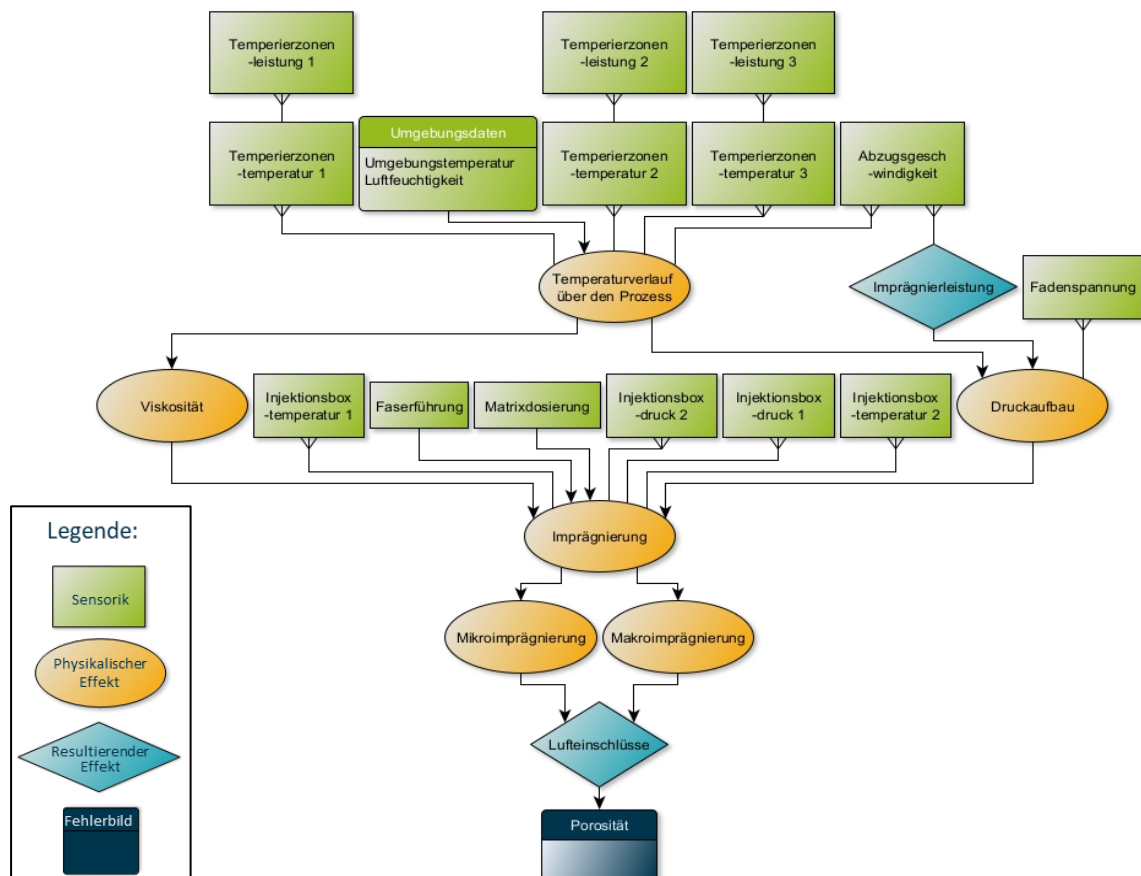 Temperierzonen
-leistung 1
Temperierzonen
-leistung 2
Temperierzonen
-leistung 3
Temperierzonen
-temperatur 1
Umgebungsdaten
Umgebungstemperatur
Luftfeuchtigkeit
Temperierzonen
-temperatur 2
Temperierzonen
-temperatur 3
Abzugsgesch
-windigkeit
Temperaturverlauf
über den Prozess
Imprägnierleistung
Fadenspannung
Viskosität
Injektionsbox
-temperatur 1
Faserführung
Matrixdosierung
Injektionsbox
-druck 2
Injektionsbox
-druck 1
Injektionsbox
-temperatur 2
Druckaufbau
Imprägnierung
Mikroimprägnierung
Makroimprägnierung
Lufteinschlüsse
Porosität
Legende:
Sensorik
Physikalischer
Effekt
Resultierender
Effekt
Fehlerbild